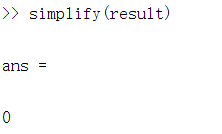 >> simplify(result)
ans =
0